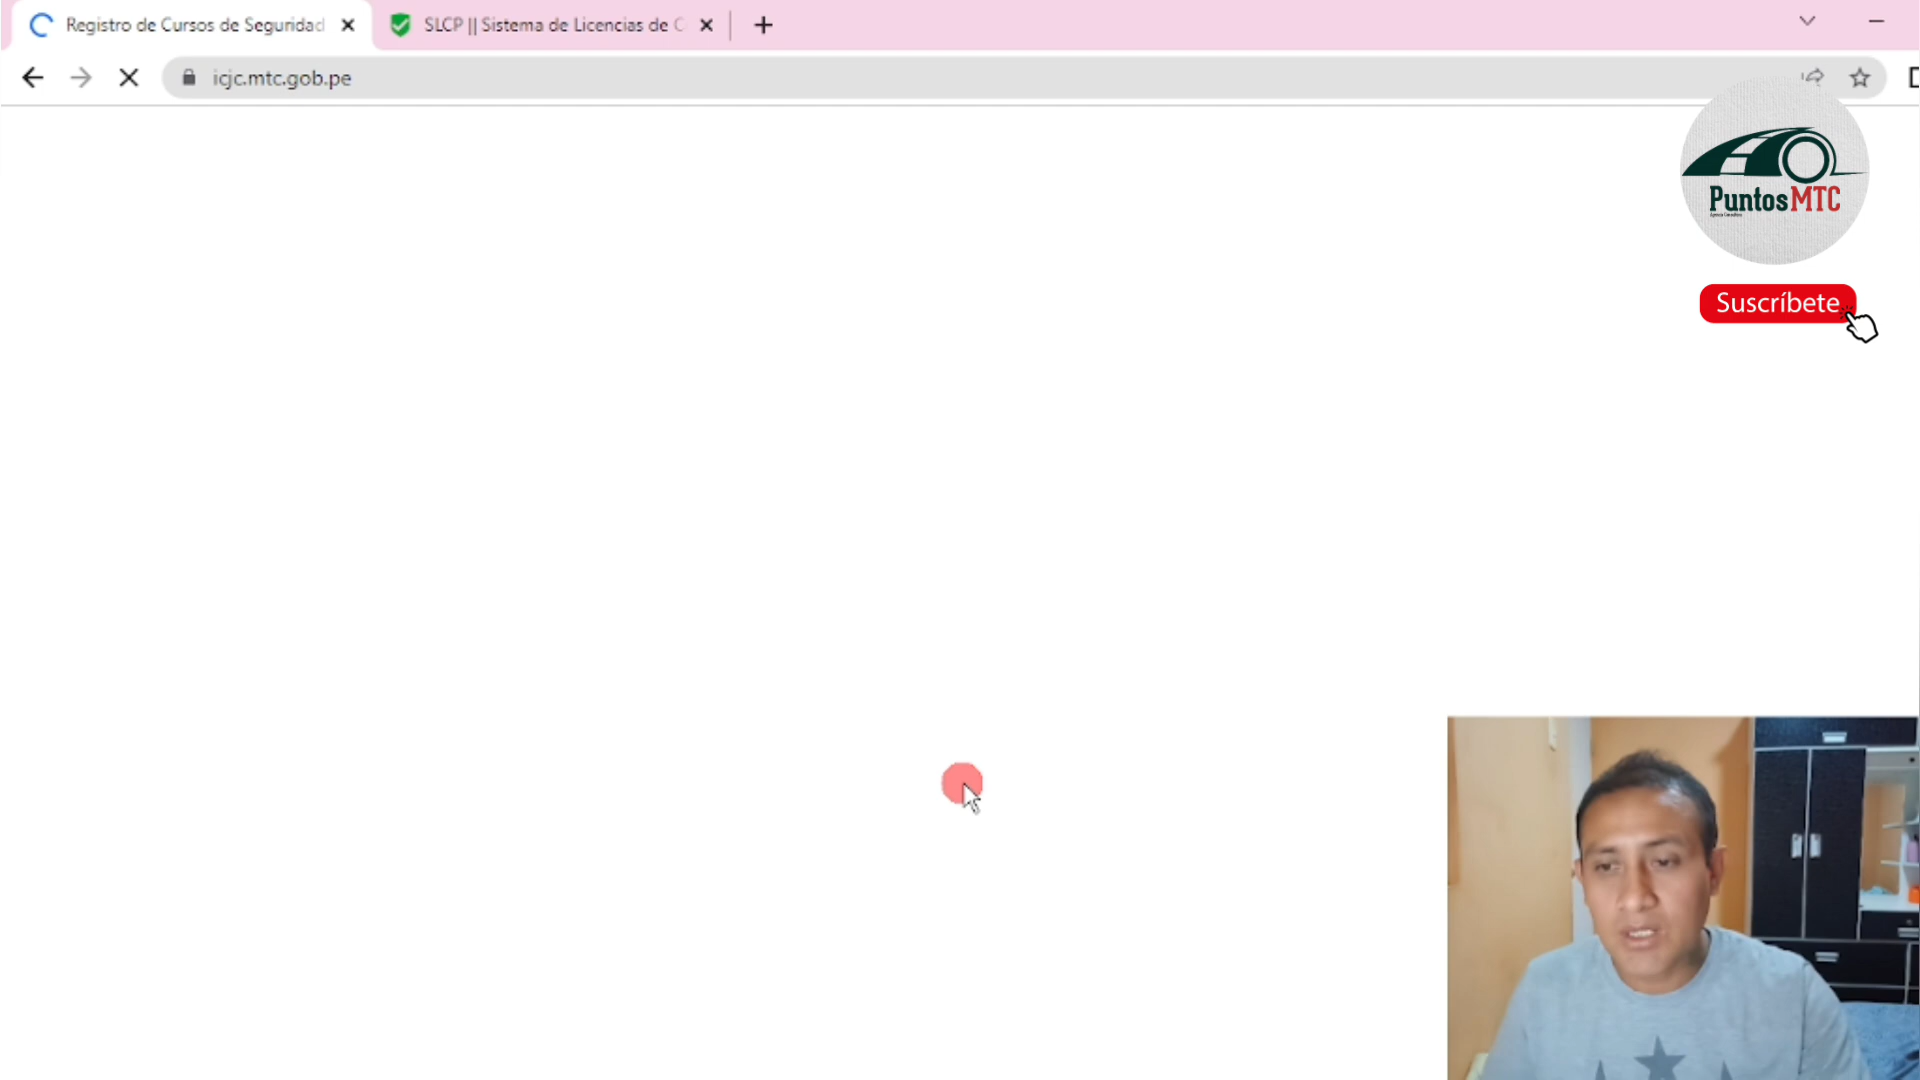 Registro de Cursos de Seguridad
SLCP || Sistema de Licencias de C
icjc.mtc.gob.pe
PuntosMTC
Suscríbete